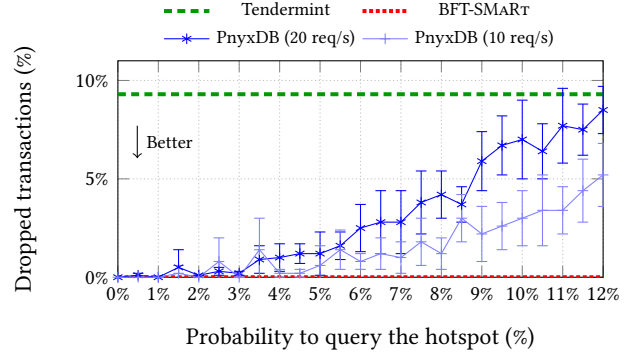 Tendermint BFT-SMaRt
PnyxDB (20 req/s) PnyxDB (10 req/s)
Dropped transactions (%)
10%
5%
0%
Better
0% 1% 2% 3% 4% 5% 6% 7% 8% 9% 10% 11% 12%
Probability to query the hotspot (%)